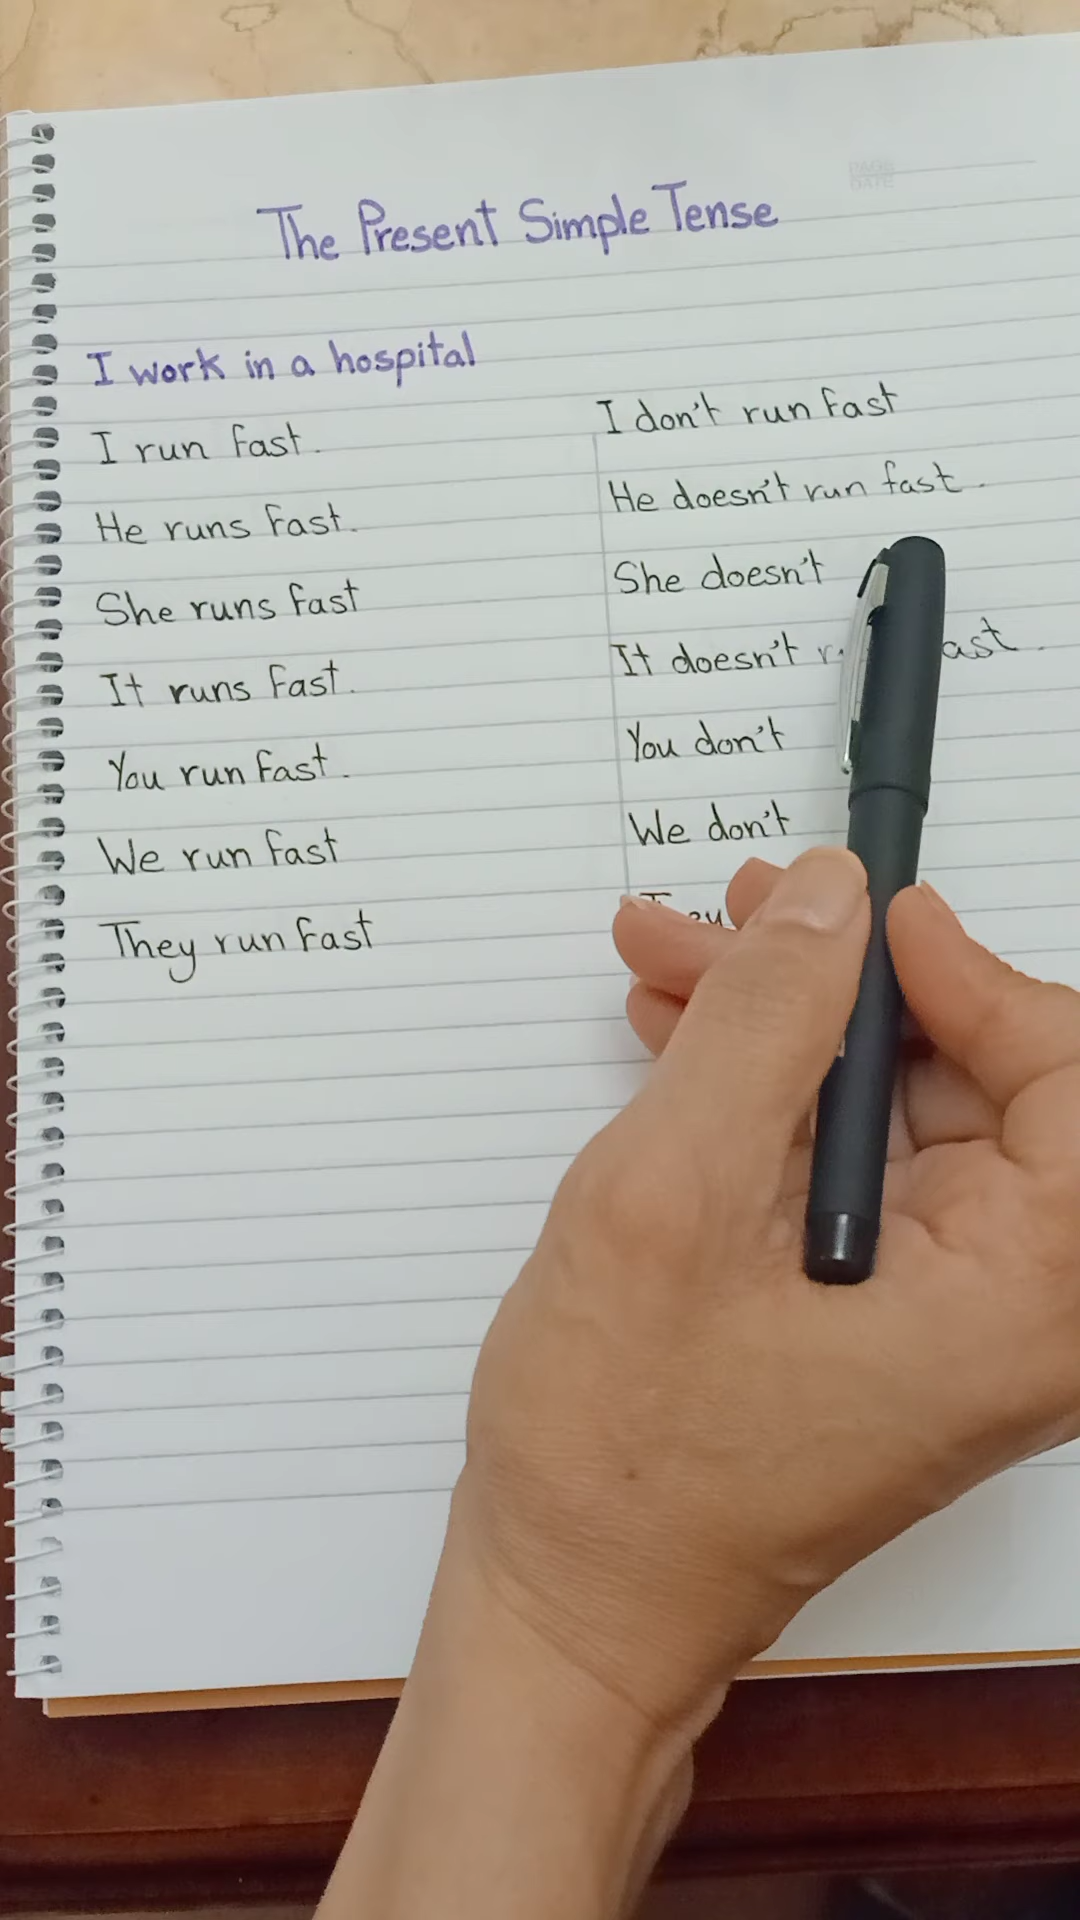 PAGE
DATE
The Present Simple Tense
I work in a hospital
I run fast.
He runs fast.
She runs fast
It runs fast.
You run fast.
We run fast
They run fast
I don't run fast
He doesn't run fast.
She doesn't
It doesn't
You don't
We don't